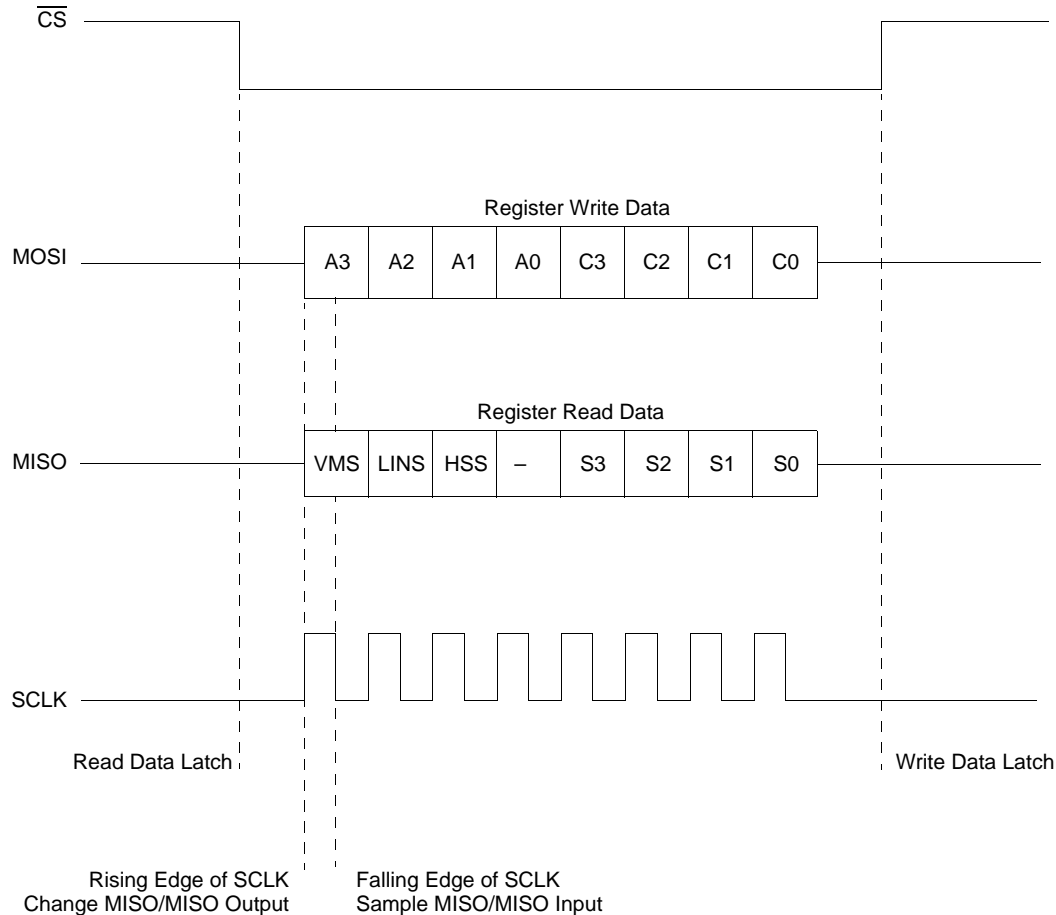 CS
Register Write Data
MOSI
A3 A2 A1 A0 C3 C2 C1 C0
Register Read Data
MISO
VMS LINS HSS – S3 S2 S1 S0
SCLK
Read Data Latch
Write Data Latch
Rising Edge of SCLK
Change MISO/MISO Output
Falling Edge of SCLK
Sample MISO/MISO Input